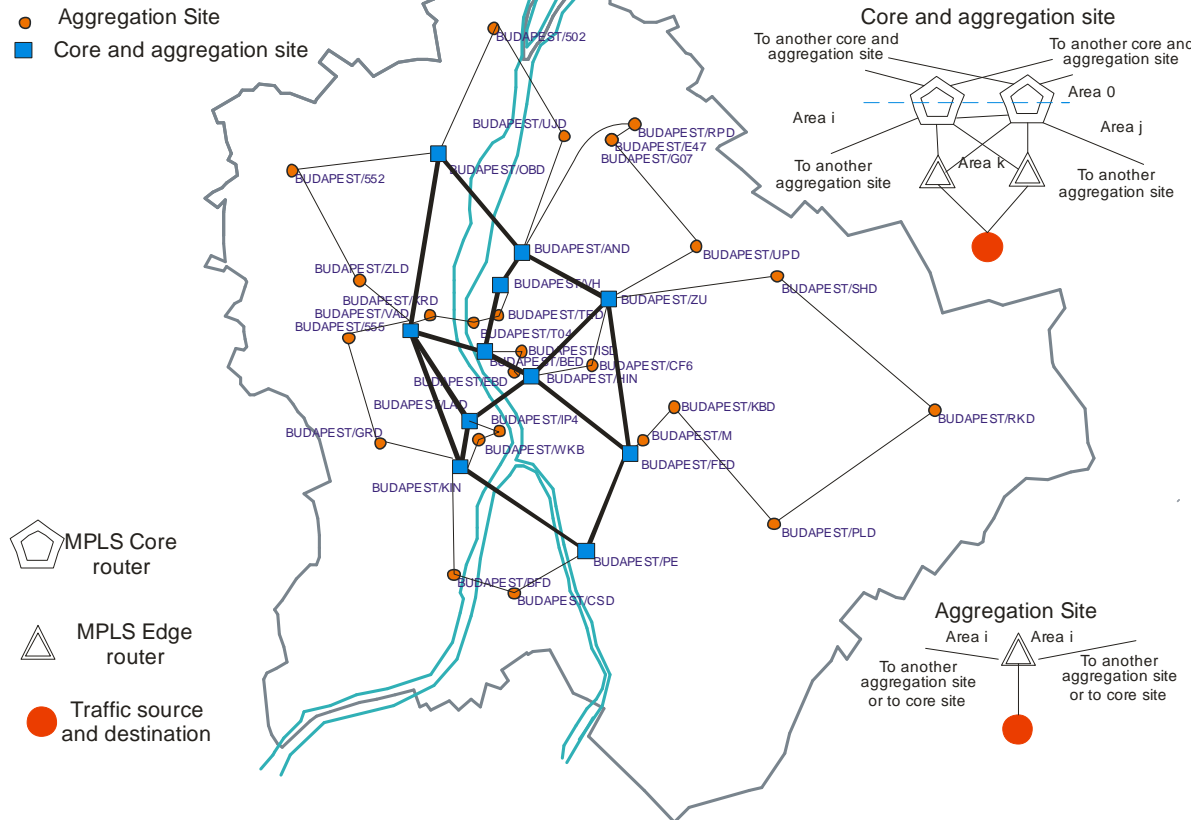 Aggregation Site
Core and aggregation site
BUDAPEST/502
BUDAPEST/UJD
BUDAPEST/RPD
BUDAPEST/E47
BUDAPEST/G07
BUDAPEST/OBD
BUDAPEST/552
BUDAPEST/AND
BUDAPEST/UPD
BUDAPEST/ZLD
BUDAPEST/VH
BUDAPEST/SHD
BUDAPEST/KRD
BUDAPEST/ZU
BUDAPEST/VAD
BUDAPEST/TED
BUDAPEST/555
BUDAPEST/T04
BUDAPEST/ISD
BUDAPEST/BED
BUDAPEST/CF6
BUDAPEST/EBD
BUDAPEST/HIN
BUDAPEST/LAD
BUDAPEST/KBD
BUDAPEST/IP4
BUDAPEST/RKD
BUDAPEST/GRD
BUDAPEST/M
BUDAPEST/WKB
BUDAPEST/FED
BUDAPEST/KIN
BUDAPEST/PLD
BUDAPEST/PE
BUDAPEST/BFD
BUDAPEST/CSD
Core and aggregation site
To another core and
aggregation site
To another core and
aggregation site
Area 0
Area i
Area j
Area k
To another
aggregation site
To another
aggregation site
MPLS Core
router
MPLS Edge
router
Traffic source
and destination
Aggregation Site
Area i
Area i
To another
aggregation site
or to core site
To another
aggregation site
or to core site